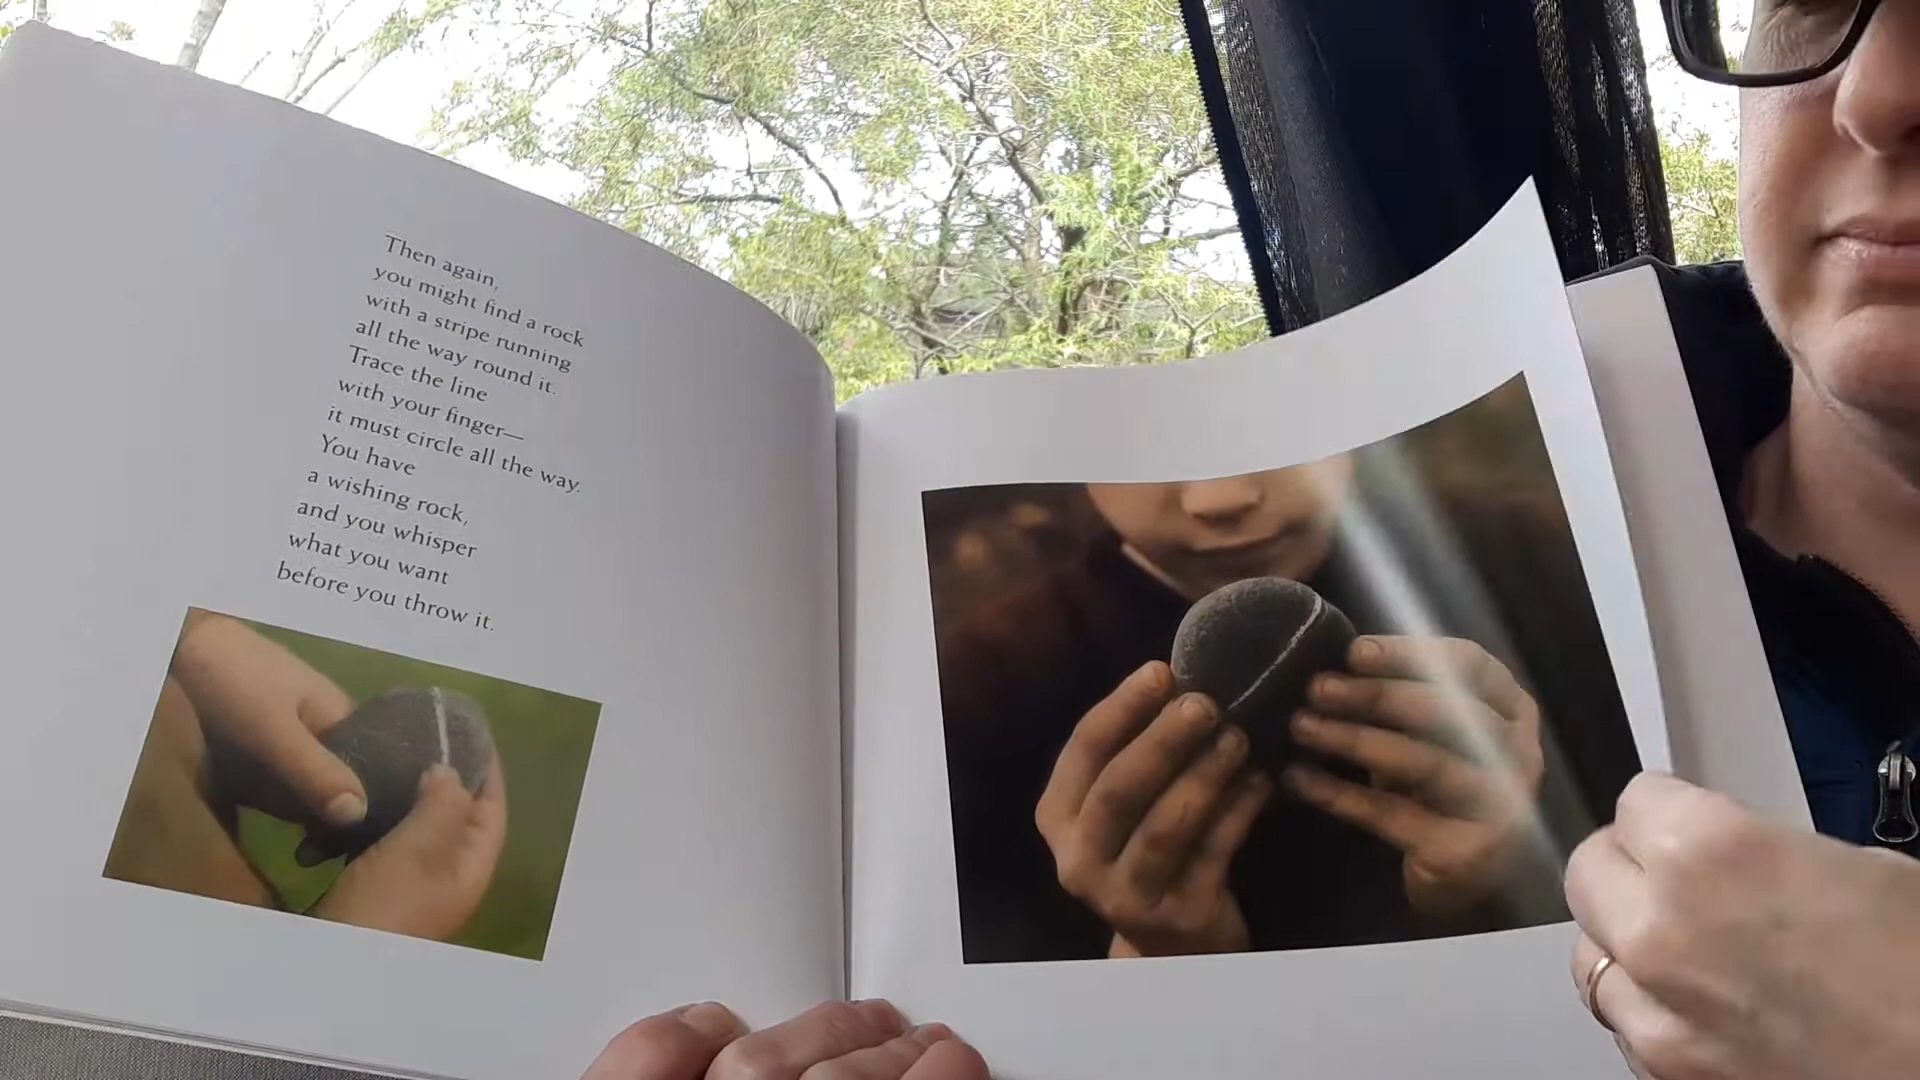 Then again,
you might find a rock
with a stripe running
all the way round it.
Trace the line
with your finger—
it must circle all the way.
You have
a wishing rock,
and you whisper
what you want
before you throw it.